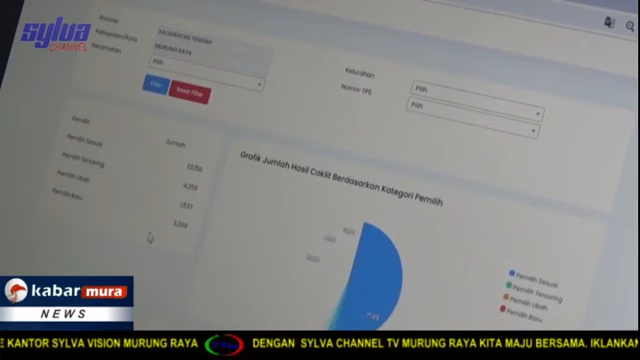 sylva
CHANNEL
Provinsi
KALIMANTAN TENGAH
Kabupaten/Kota
MURUNG RAYA
Kecamatan
Pilih
Kelurahan
Pilih
Nomor TPS
Pilih
Filter
Reset Filter
Pemilih
Jumlah
Pemilih Sesuai
Pemilih Tersaring
4.259
Pemilih Ubah
Pemilih Baru
Grafik Jumlah Hasil Coklit Berdasarkan Kategori Pemilih
Pemilih Sesuai
Pemilih Tersaring
Pemilih Ubah
Pemilih Baru
kabar mura
NEWS
E KANTOR SYLVA VISION MURUNG RAYA DENGAN SYLVA CHANNEL TV MURUNG RAYA KITA MAJU BERSAMA. IKLANKAN